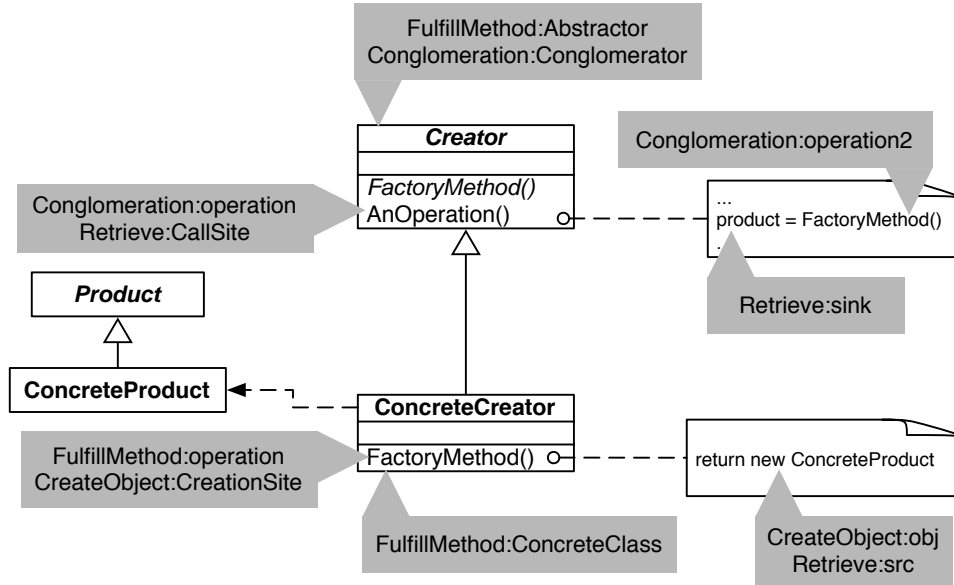 FulfillMethod:Abstractor
Conglomeration:Conglomerator
Creator
FactoryMethod()
AnOperation()
Conglomeration:operation2
...
product = FactoryMethod()
.
Conglomeration:operation
Retrieve:CallSite
Retrieve:sink
Product
ConcreteProduct
ConcreteCreator
FactoryMethod()
FulfillMethod:operation
CreateObject:CreationSite
return new ConcreteProduct
FulfillMethod:ConcreteClass
CreateObject:obj
Retrieve:src